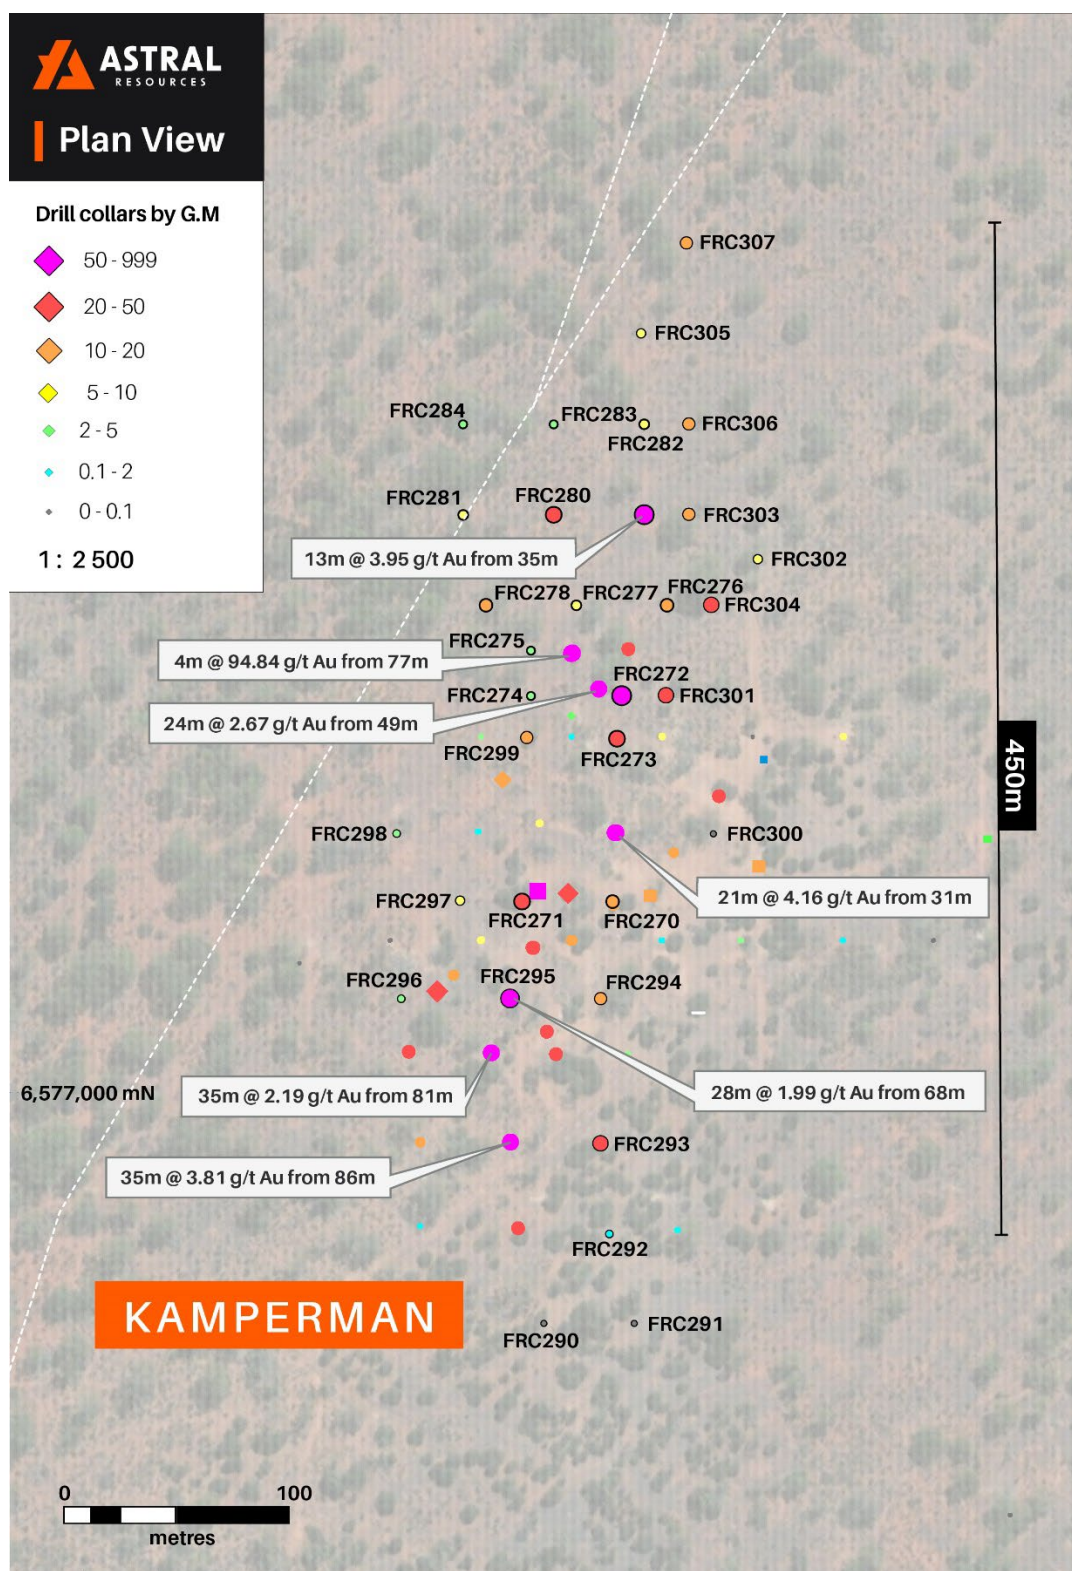 ASTRAL
RESOURCES
Plan View
Drill collars by G.M
50 - 999
20 - 50
10 - 20
5 - 10
2 - 5
0.1 - 2
0 - 0.1
1 : 2 500
FRC307
FRC305
FRC284
FRC283
FRC282
FRC306
FRC281
FRC280
FRC303
13m @ 3.95 g/t Au from 35m
FRC302
FRC278
FRC277
FRC276
FRC304
FRC275
4m @ 94.84 g/t Au from 77m
FRC272
FRC274
FRC301
24m @ 2.67 g/t Au from 49m
FRC299
FRC273
450m
FRC298
FRC300
21m @ 4.16 g/t Au from 31m
FRC297
FRC271
FRC270
FRC296
FRC295
FRC294
6,577,000 mN
35m @ 2.19 g/t Au from 81m
28m @ 1.99 g/t Au from 68m
FRC293
35m @ 3.81 g/t Au from 86m
FRC292
KAMPERMAN
FRC290
FRC291
0 100
metres